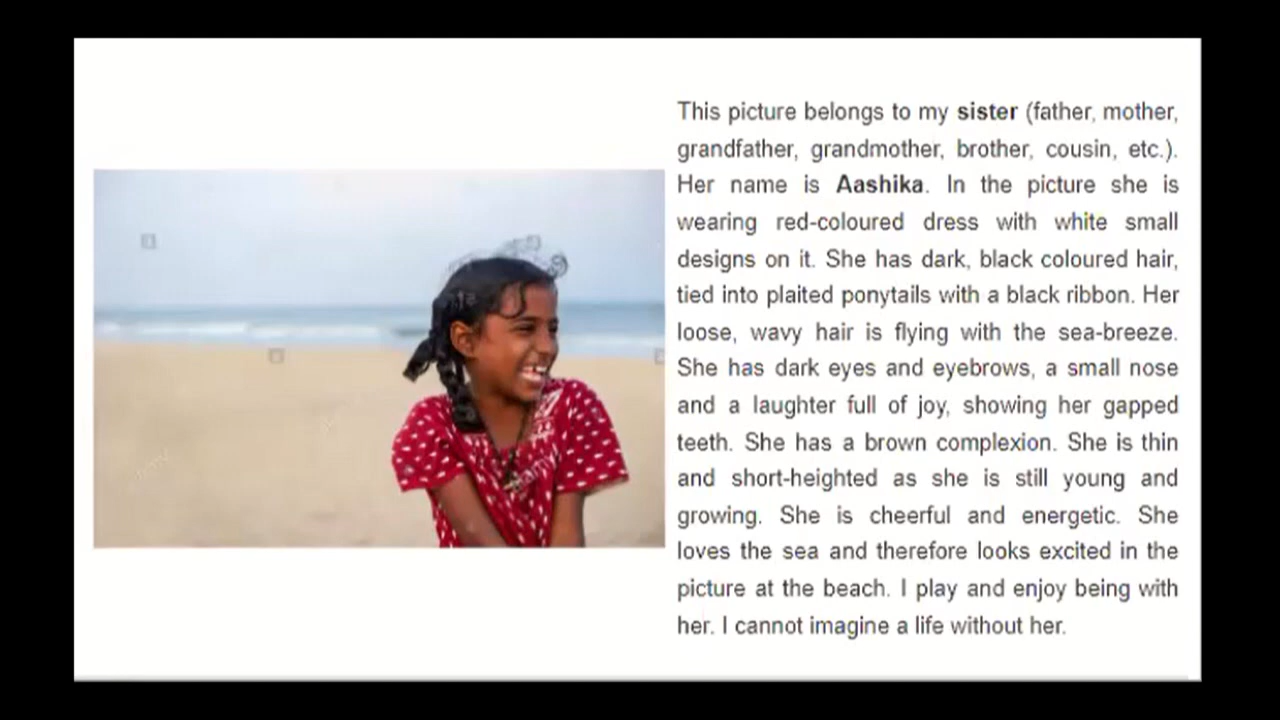 This picture belongs to my sister (father, mother,
grandfather, grandmother, brother, cousin, etc.).
Her name is Aashika. In the picture she is
wearing red-coloured dress with white small
designs on it. She has dark, black coloured hair,
tied into plaited ponytails with a black ribbon. Her
loose, wavy hair is flying with the sea-breeze.
She has dark eyes and eyebrows, a small nose
and a laughter full of joy, showing her gapped
teeth. She has a brown complexion. She is thin
and short-heighted as she is still young and
growing. She is cheerful and energetic. She
loves the sea and therefore looks excited in the
picture at the beach. I play and enjoy being with
her. I cannot imagine a life without her.